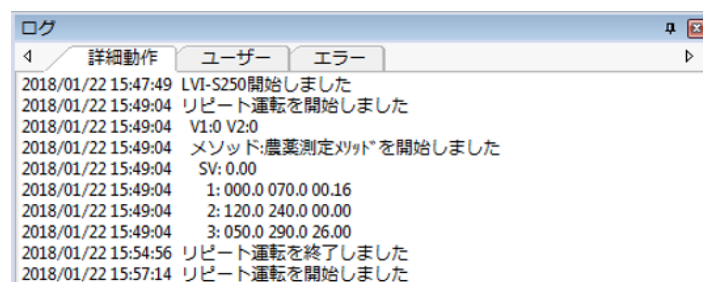 ログ
詳細動作 ユーザー エラー
2018/01/22 15:47:49 LVI-S250開始しました
2018/01/22 15:49:04 リピート運転を開始しました
2018/01/22 15:49:04 V1:0 V2:0
2018/01/22 15:49:04 メソッド:農薬測定ﾒｿｯﾄﾞを開始しました
2018/01/22 15:49:04 SV: 0.00
2018/01/22 15:49:04 1: 000.0 070.0 00.16
2018/01/22 15:49:04 2: 120.0 240.0 00.00
2018/01/22 15:49:04 3: 050.0 290.0 26.00
2018/01/22 15:54:56 リピート運転を終了しました
2018/01/22 15:57:14 リピート運転を開始しました